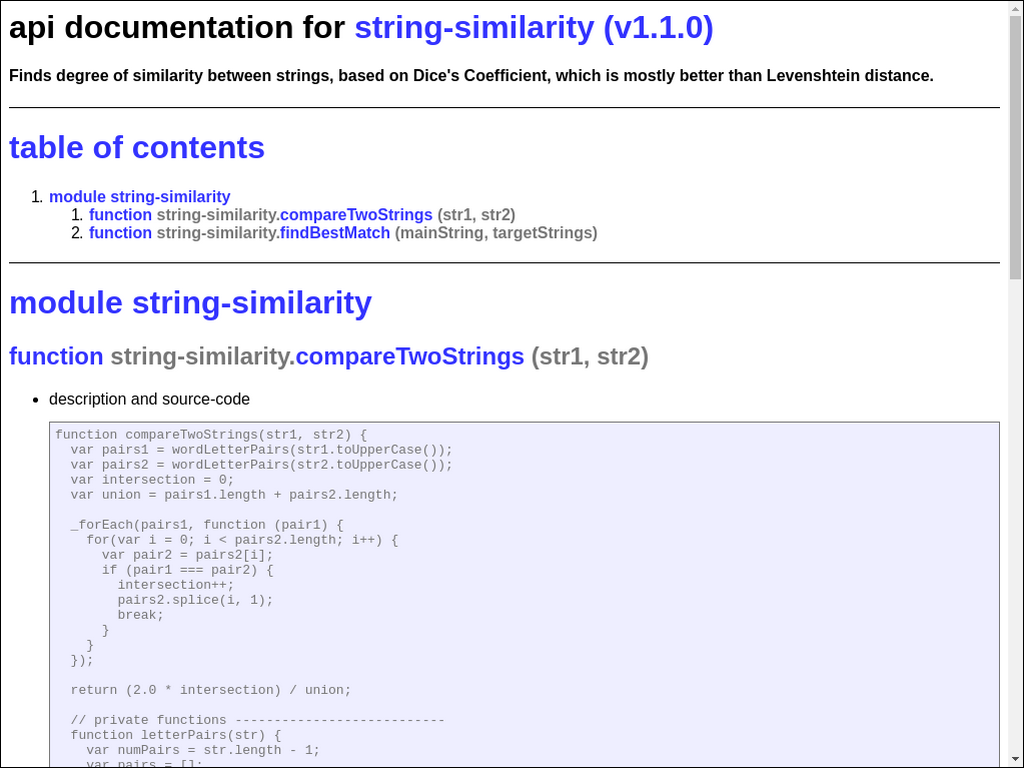 api documentation for string-similarity (v1.1.0)
Finds degree of similarity between strings, based on Dice's Coefficient, which is mostly better than Levenshtein distance.
table of contents
1. module string-similarity
1. function string-similarity.compareTwoStrings (str1, str2)
2. function string-similarity.findBestMatch (mainString, targetStrings)
module string-similarity
function string-similarity.compareTwoStrings (str1, str2)
• description and source-code
function compareTwoStrings(str1, str2) {
  var pairs1 = wordLetterPairs(str1.toUpperCase());
  var pairs2 = wordLetterPairs(str2.toUpperCase());
  var intersection = 0;
  var union = pairs1.length + pairs2.length;
  _forEach(pairs1, function (pair1) {
    for(var i = 0; i < pairs2.length; i++) {
      var pair2 = pairs2[i];
      if (pair1 === pair2) {
        intersection++;
        pairs2.splice(i, 1);
        break;
      }
    }
  });
  return (2.0 * intersection) / union;
  // private functions ---------------------------
  function letterPairs(str) {
    var numPairs = str.length - 1;
    var pairs = [];